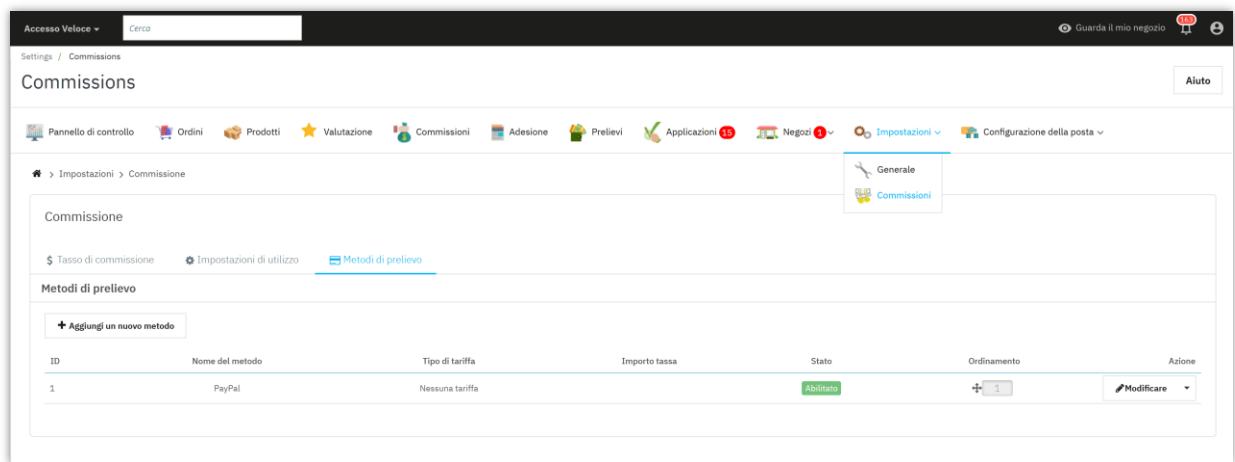 Accesso Veloce Cerca Guarda il mio negozio 163
Settings / Commissions
Commissions
Aiuto
Pannello di controllo Ordini Prodotti Valutazione Commissioni Adesione Prelievi Applicazioni 15 Negozi 1 Impostazioni Configurazione della posta
Generale
Commissioni
> Impostazioni > Commissione
Commissione
$ Tasso di commissione Impostazioni di utilizzo Metodi di prelievo
Metodi di prelievo
+ Aggiungi un nuovo metodo
ID Nome del metodo Tipo di tariffa Importo tassa Stato Ordinamento Azione
1 PayPal Nessuna tariffa Abilitato 1 Modificare